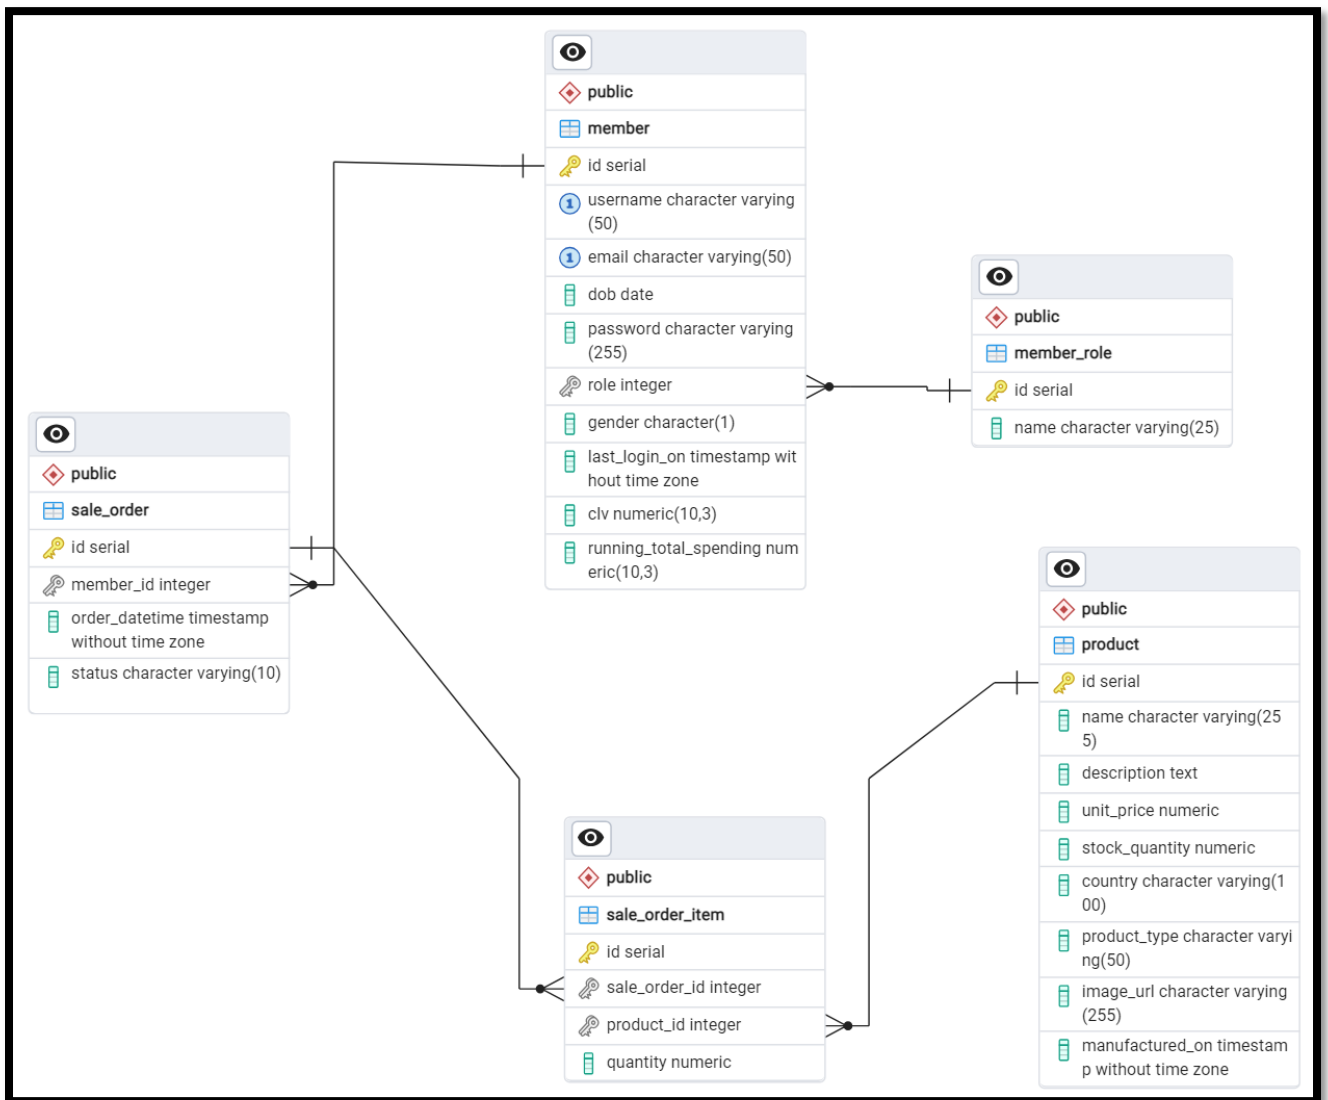 public
member
id serial
username character varying
(50)
email character varying(50)
dob date
password character varying
(255)
role integer
gender character(1)
last_login_on timestamp wit
hout time zone
clv numeric(10,3)
running_total_spending num
eric(10,3)
public
member_role
id serial
name character varying(25)
public
sale_order
id serial
member_id integer
order_datetime timestamp
without time zone
status character varying(10)
public
product
id serial
name character varying(25
5)
description text
unit_price numeric
stock_quantity numeric
country character varying(1
00)
product_type character varyi
ng(50)
image_url character varying
(255)
manufactured_on timestam
p without time zone
public
sale_order_item
id serial
sale_order_id integer
product_id integer
quantity numeric